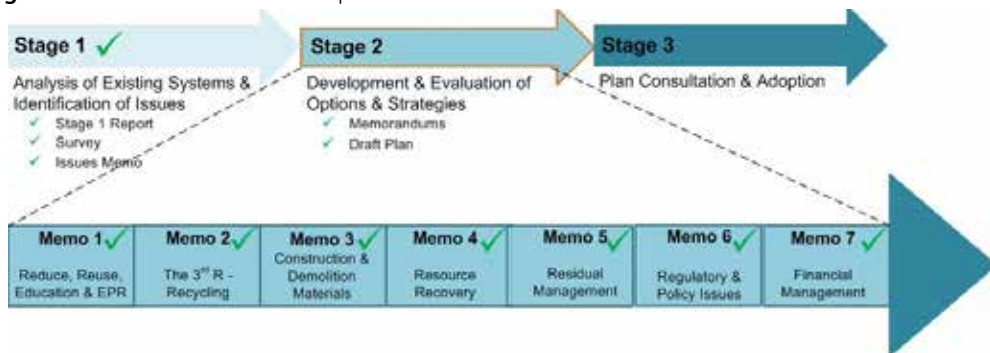 Stage 1
Analysis of Existing Systems &
Identification of Issues
Stage 1 Report
Survey
Issues Memo
Stage 2
Development & Evaluation of
Options & Strategies
Memorandums
Draft Plan
Stage 3
Plan Consultation & Adoption
Memo 1
Reduce, Reuse,
Education & EPR
Memo 2
The 3rd R -
Recycling
Memo 3
Construction &
Demolition
Materials
Memo 4
Resource
Recovery
Memo 5
Residual
Management
Memo 6
Regulatory &
Policy Issues
Memo 7
Financial
Management